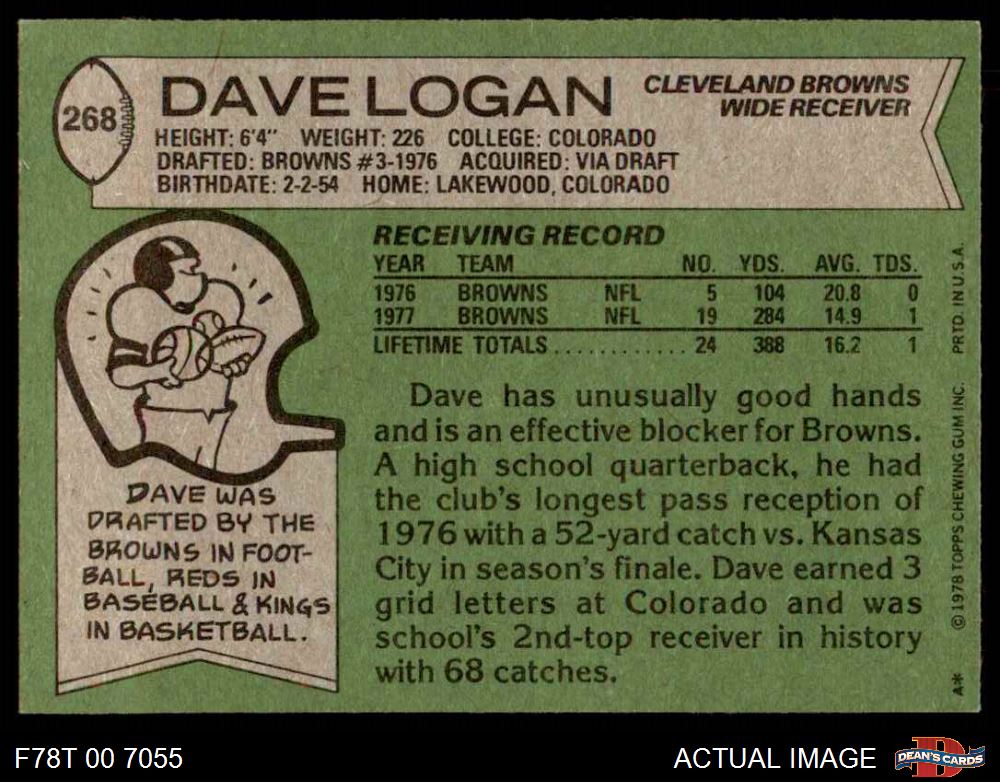 268
DAVE LOGAN
CLEVELAND BROWNS
WIDE RECEIVER
HEIGHT: 6'4" WEIGHT: 226 COLLEGE: COLORADO
DRAFTED: BROWNS #3-1976 ACQUIRED: VIA DRAFT
BIRTHDATE: 2-2-54 HOME: LAKEWOOD, COLORADO
RECEIVING RECORD
YEAR TEAM NO. YDS. AVG. TDS.
1976 BROWNS NFL 5 104 20.8 0
1977 BROWNS NFL 19 284 14.9 1
LIFETIME TOTALS............ 24 388 16.2 1
Dave has unusually good hands
and is an effective blocker for Browns.
A high school quarterback, he had
the club's longest pass reception of
1976 with a 52-yard catch vs. Kansas
City in season's finale. Dave earned 3
grid letters at Colorado and was
school's 2nd-top receiver in history
with 68 catches.
DAVE WAS
DRAFTED BY THE
BROWNS IN FOOT-
BALL, REDS IN
BASEBALL & KINGS
IN BASKETBALL.
© 1978 TOPPS CHEWING GUM INC. PRTD. IN U.S.A.
A*
F78T 00 7055
ACTUAL IMAGE
D
DEAN'S CARDS